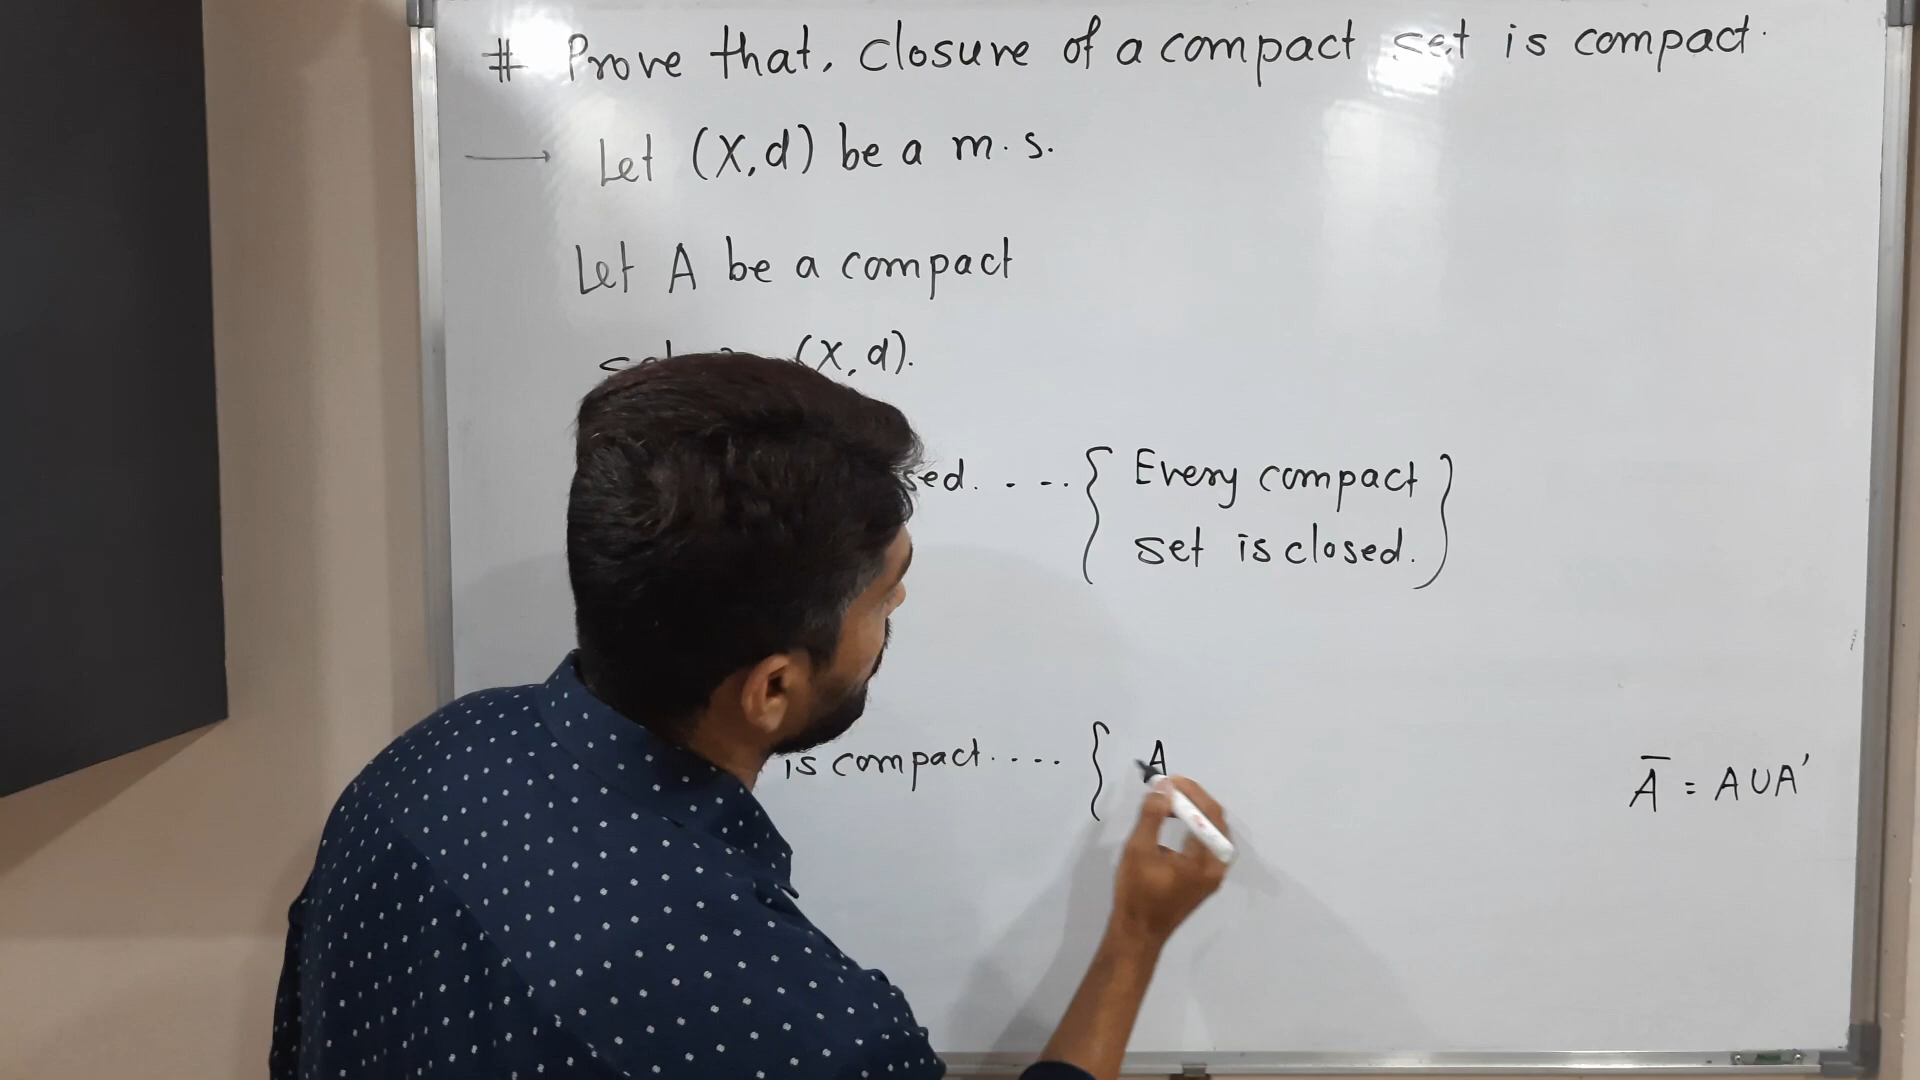 # Prove that, closure of a compact set is compact.
Let (X,d) be a m.s.
Let A be a compact
(X,d).
sed. . -.. { Every compact
set is closed. }
is compact. .... { A
A̅ = A∪A'